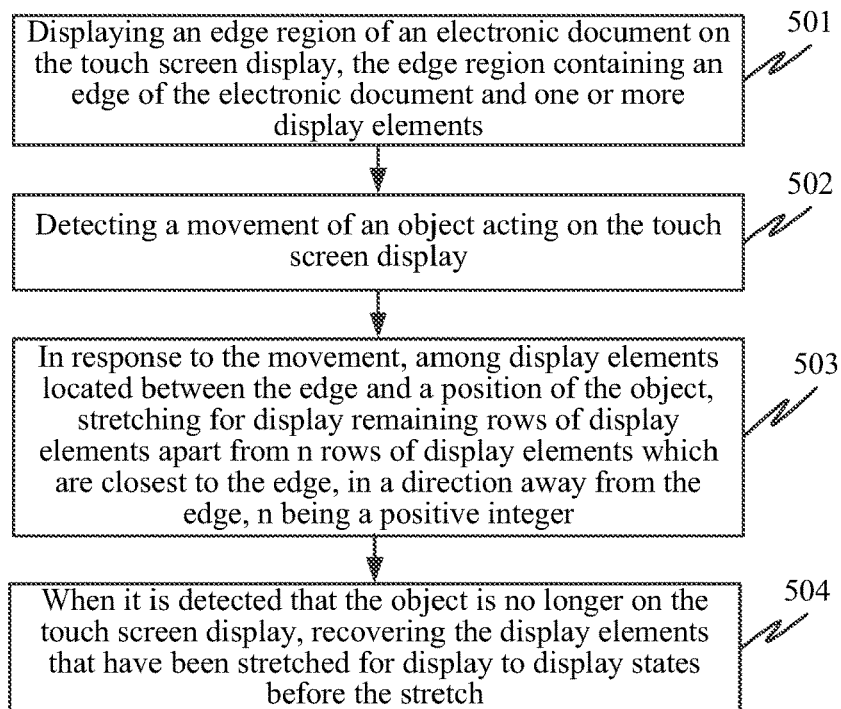 Displaying an edge region of an electronic document on
the touch screen display, the edge region containing an
edge of the electronic document and one or more
display elements
501
Detecting a movement of an object acting on the touch
screen display
502
In response to the movement, among display elements
located between the edge and a position of the object,
stretching for display remaining rows of display
elements apart from n rows of display elements which
are closest to the edge, in a direction away from the
edge, n being a positive integer
503
When it is detected that the object is no longer on the
touch screen display, recovering the display elements
that have been stretched for display to display states
before the stretch
504